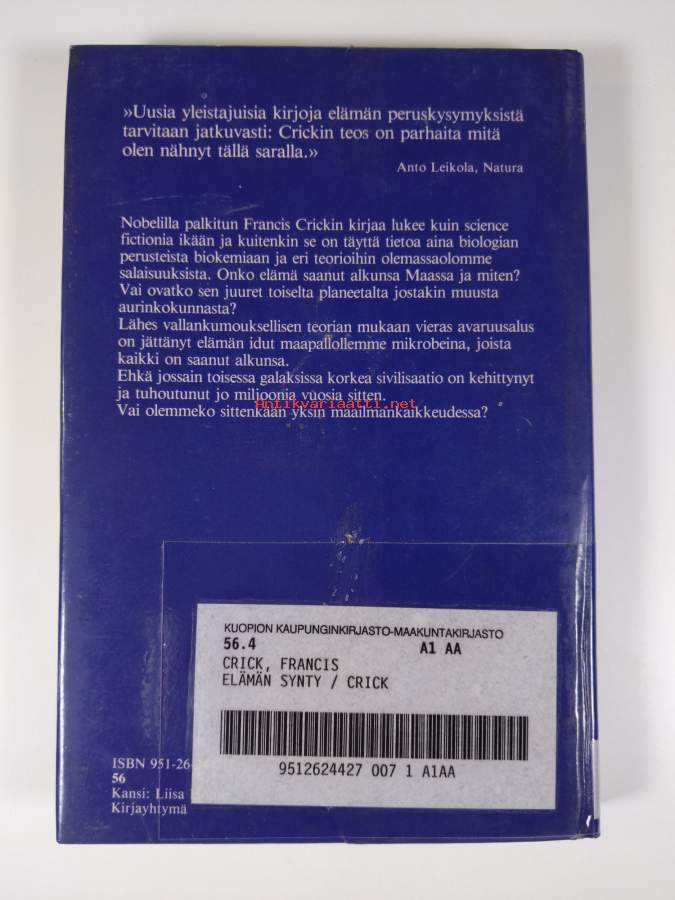 »Uusia yleistajuisia kirjoja elämän peruskysymyksistä
tarvitaan jatkuvasti: Crickin teos on parhaita mitä
olen nähnyt tällä saralla.»
Anto Leikola, Natura
Nobelilla palkitun Francis Crickin kirjaa lukee kuin science
fictionia ikään ja kuitenkin se on täyttä tietoa aina biologian
perusteista biokemiaan ja eri teorioihin olemassaolomme
salaisuuksista. Onko elämä saanut alkunsa Maassa ja miten?
Vai ovatko sen juuret toiselta planeetalta jostakin muusta
aurinkokunnasta?
Lähes vallankumouksellisen teorian mukaan vieras avaruusalus
on jättänyt elämän idut maapallollemme mikrobeina, joista
kaikki on saanut alkunsa.
Ehkä jossain toisessa galaksissa korkea sivilisaatio on kehittynyt
ja tuhoutunut jo miljoonia vuosia sitten.
Antikvariaatti.net
Vai olemmeko sittenkään yksin maailmankaikkeudessa?
KUOPION KAUPUNGINKIRJASTO-MAAKUNTAKIRJASTO
56.4 A1 AA
CRICK, FRANCIS
ELÄMÄN SYNTY / CRICK
9512624427 007 1 A1AA
ISBN 951-26-
56
Kansi: Liisa
Kirjayhtymä